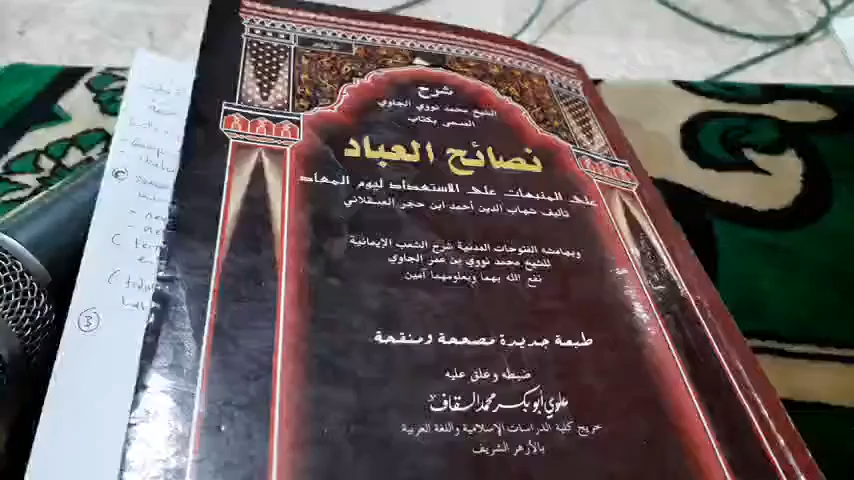 شرح
الشيخ محمد نووي الجاوي
المسمى بكتاب
نصائح العباد
على المنبهات على الاستعداد ليوم المعاد
تأليف شهاب الدين أحمد ابن حجر العسقلاني
وبهامشه الفتوحات المدنية شرح الشعب الإيمانية
للشيخ محمد نووي بن عمر الجاوي
نفع الله بهما وبعلومهما آمين
طبعة جديدة مصححة ومنقحة
ضبطه وعلق عليه
علوي أبو بكر محمد السقاف
خريج كلية الدراسات الإسلامية واللغة العربية
بالأزهر الشريف
3